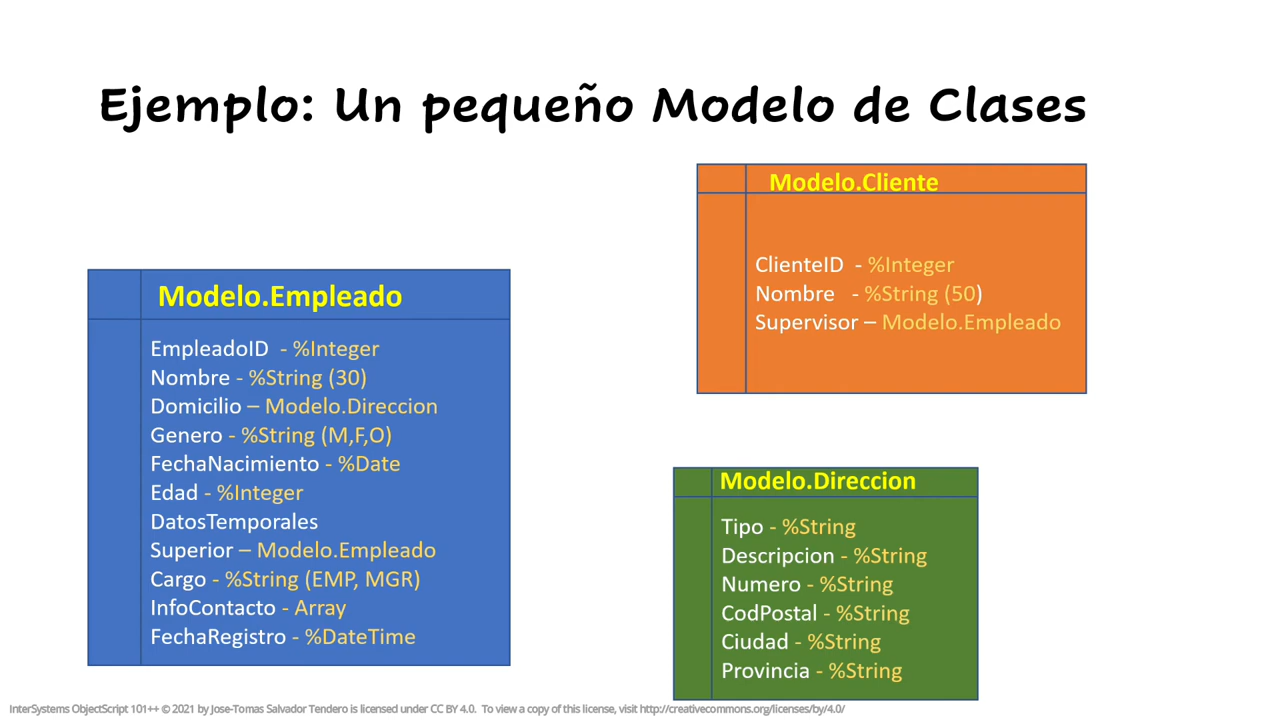 Ejemplo: Un pequeño Modelo de Clases
Modelo.Cliente
ClienteID - %Integer
Nombre - %String (50)
Supervisor – Modelo.Empleado
Modelo.Empleado
EmpleadoID - %Integer
Nombre - %String (30)
Domicilio – Modelo.Direccion
Genero - %String (M,F,O)
FechaNacimiento - %Date
Edad - %Integer
DatosTemporales
Superior – Modelo.Empleado
Cargo - %String (EMP, MGR)
InfoContacto - Array
FechaRegistro - %DateTime
Modelo.Direccion
Tipo - %String
Descripcion - %String
Numero - %String
CodPostal - %String
Ciudad - %String
Provincia - %String
InterSystems ObjectScript 101++ © 2021 by Jose-Tomas Salvador Tendero is licensed under CC BY 4.0. To view a copy of this license, visit http://creativecommons.org/licenses/by/4.0/